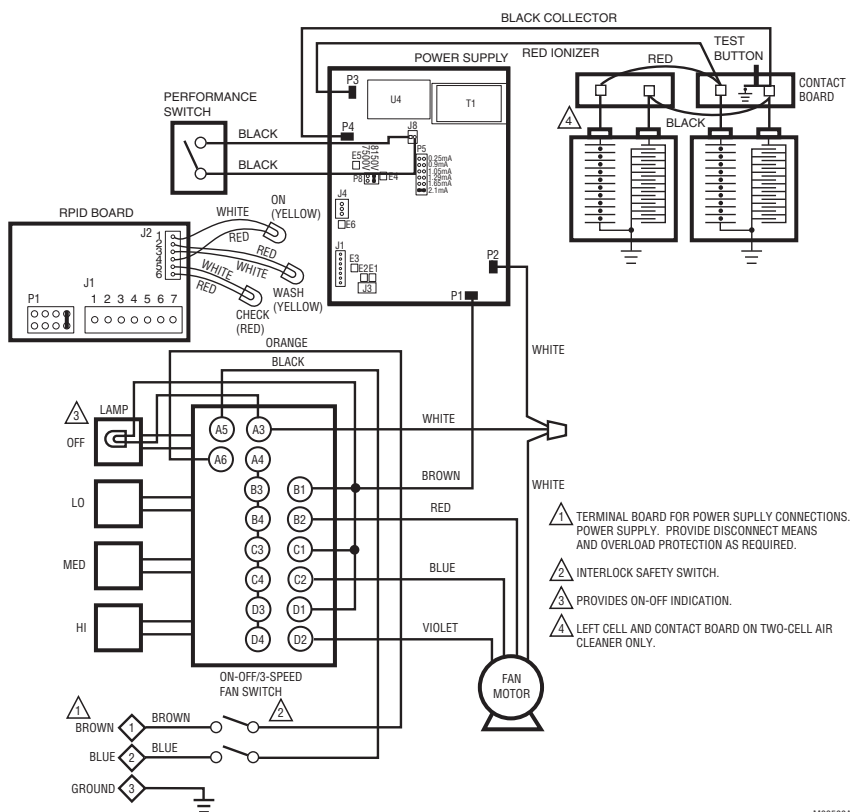 BLACK COLLECTOR
POWER SUPPLY
RED IONIZER
TEST
BUTTON
RED
CONTACT
BOARD
BLACK
4
P3
U4
T1
P4
J8
P5
0.25mA
0.9mA
1.05mA
1.29mA
1.65mA
2.1mA
E5
8150V
7500V
P8
E4
J4
E6
J1
E3
E2E1
J3
P2
P1
PERFORMANCE
SWITCH
BLACK
BLACK
RPID BOARD
J2
1
2
3
4
5
6
P1
J1
1 2 3 4 5 6 7
WHITE
RED
ON
(YELLOW)
RED
WHITE
WASH
(YELLOW)
WHITE
RED
CHECK
(RED)
ORANGE
BLACK
WHITE
3
LAMP
OFF
LO
MED
HI
A5
A3
A6
A4
B3
B1
B4
B2
C3
C1
C4
C2
D3
D1
D4
D2
WHITE
BROWN
RED
BLUE
VIOLET
WHITE
ON-OFF/3-SPEED
FAN SWITCH
FAN
MOTOR
1
BROWN
1
BROWN
2
BLUE
2
BLUE
GROUND
3
1 TERMINAL BOARD FOR POWER SUPLLY CONNECTIONS.
POWER SUPPLY. PROVIDE DISCONNECT MEANS
AND OVERLOAD PROTECTION AS REQUIRED.
2 INTERLOCK SAFETY SWITCH.
3 PROVIDES ON-OFF INDICATION.
4 LEFT CELL AND CONTACT BOARD ON TWO-CELL AIR
CLEANER ONLY.